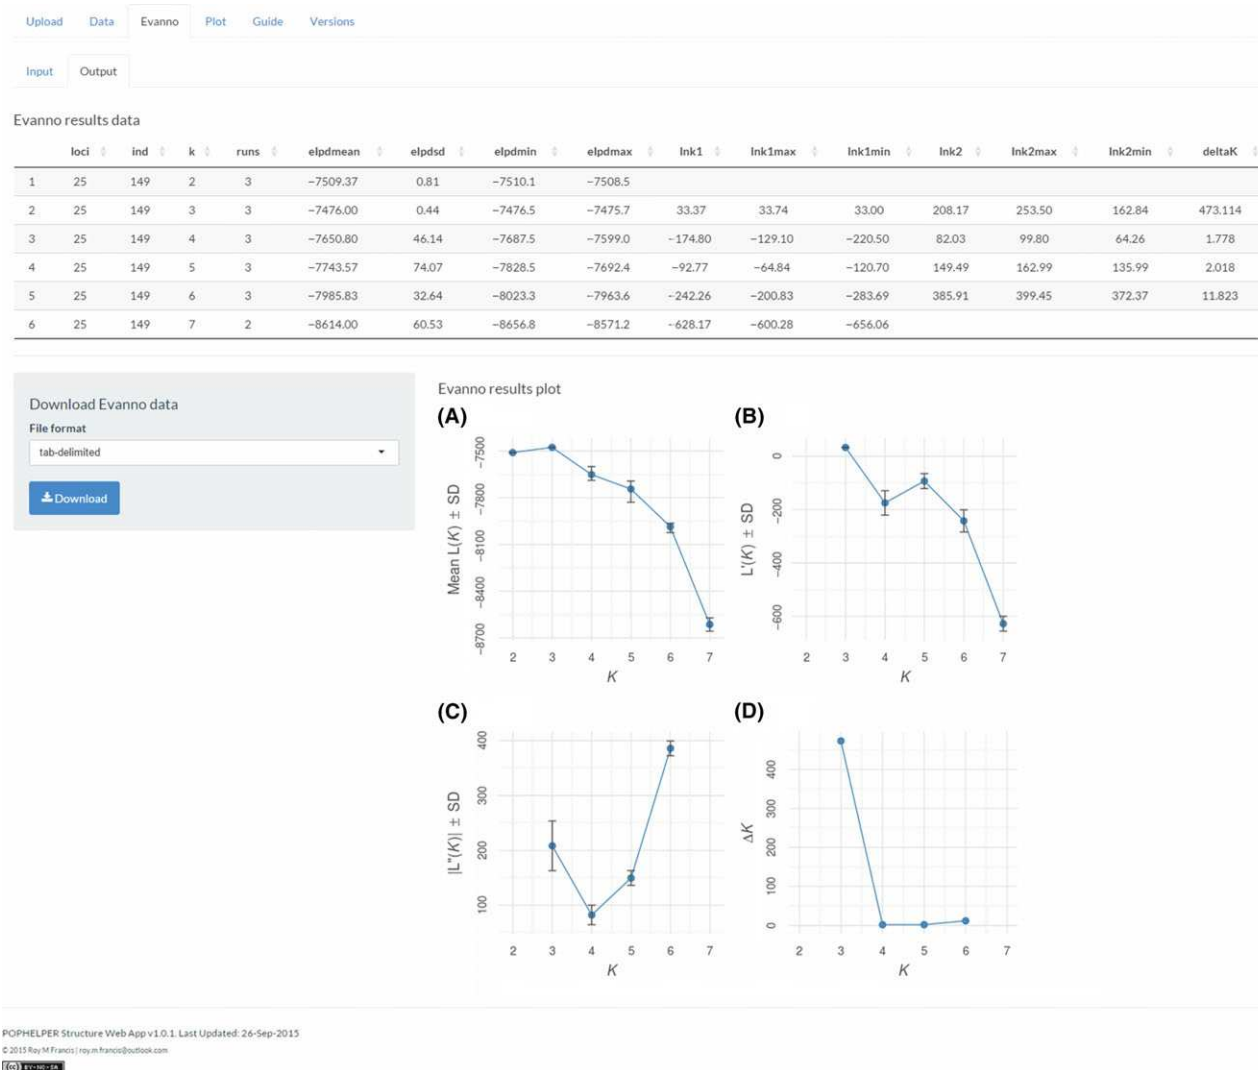 Upload Data Evanno Plot Guide Versions
Input Output
Evanno results data
loci ind k runs elpdmean elpdsd elpdmin elpdmax lnk1 lnk1max lnk1min lnk2 lnk2max lnk2min deltaK
1 25 149 2 3 −7509.37 0.81 −7510.1 −7508.5
2 25 149 3 3 −7476.00 0.44 −7476.5 −7475.7 33.37 33.74 33.00 208.17 253.50 162.84 473.114
3 25 149 4 3 −7650.80 46.14 −7687.5 −7599.0 −174.80 −129.10 −220.50 82.03 99.80 64.26 1.778
4 25 149 5 3 −7743.57 74.07 −7828.5 −7692.4 −92.77 −64.84 −120.70 149.49 162.99 135.99 2.018
5 25 149 6 3 −7985.83 32.64 −8023.3 −7963.6 −242.26 −200.83 −283.69 385.91 399.45 372.37 11.823
6 25 149 7 2 −8614.00 60.53 −8656.8 −8571.2 −628.17 −600.28 −656.06
Download Evanno data
File format
tab-delimited
Download
Evanno results plot
(A)
Mean L(K) ± SD
−7500
−7800
−8100
−8400
−8700
2 3 4 5 6 7
K
(B)
L'(K) ± SD
0
−200
−400
−600
2 3 4 5 6 7
K
(C)
|L"(K)| ± SD
400
300
200
100
2 3 4 5 6 7
K
(D)
ΔK
400
300
200
100
0
2 3 4 5 6 7
K
POPHELPER Structure Web App v1.0.1. Last Updated: 26-Sep-2015
© 2015 Roy M Francis | roy.m.francis@outlook.com
(cc) BY-NC-SA